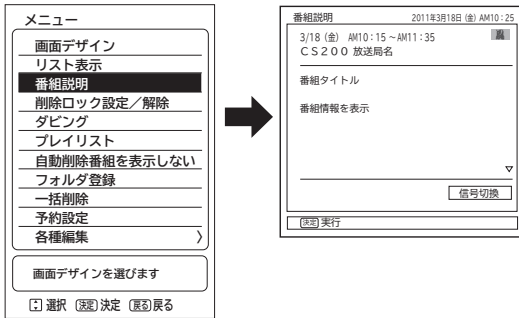 メニュー
画面デザイン
リスト表示
番組説明
削除ロック設定／解除
ダビング
プレイリスト
自動削除番組を表示しない
フォルダ登録
一括削除
予約設定
各種編集 〉
画面デザインを選びます
選択 決定 決定 戻る 戻る
番組説明 2011年3月18日 (金) AM10:25
3/18 (金) AM10:15～AM11:35
ＣＳ２００ 放送局名
番組タイトル
番組情報を表示
信号切換
決定 実行